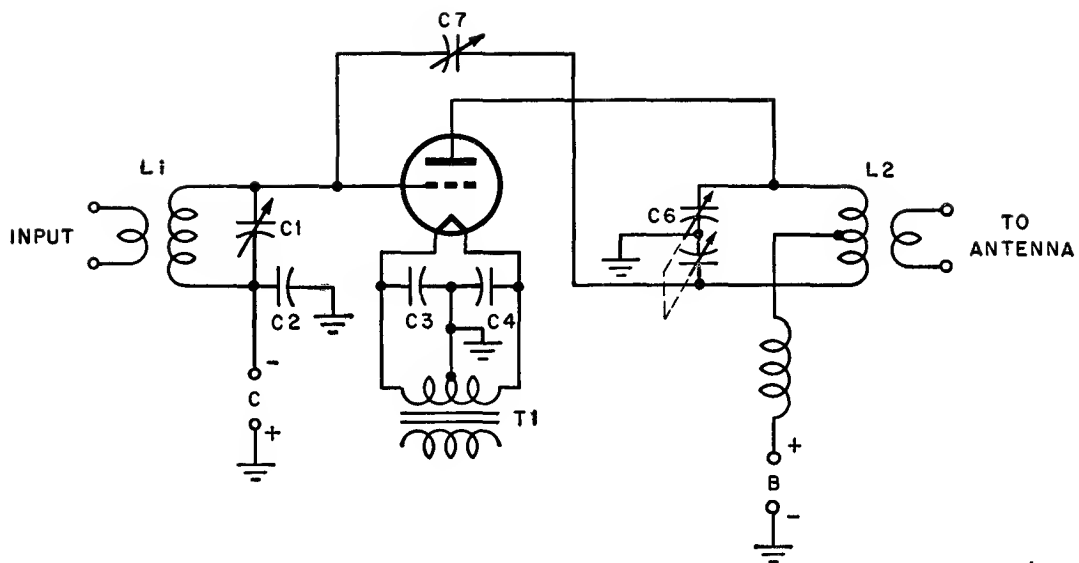 C7
L1
L2
C1
C6
INPUT
TO
ANTENNA
C2
C3
C4
-
C
+
T1
+
B
-